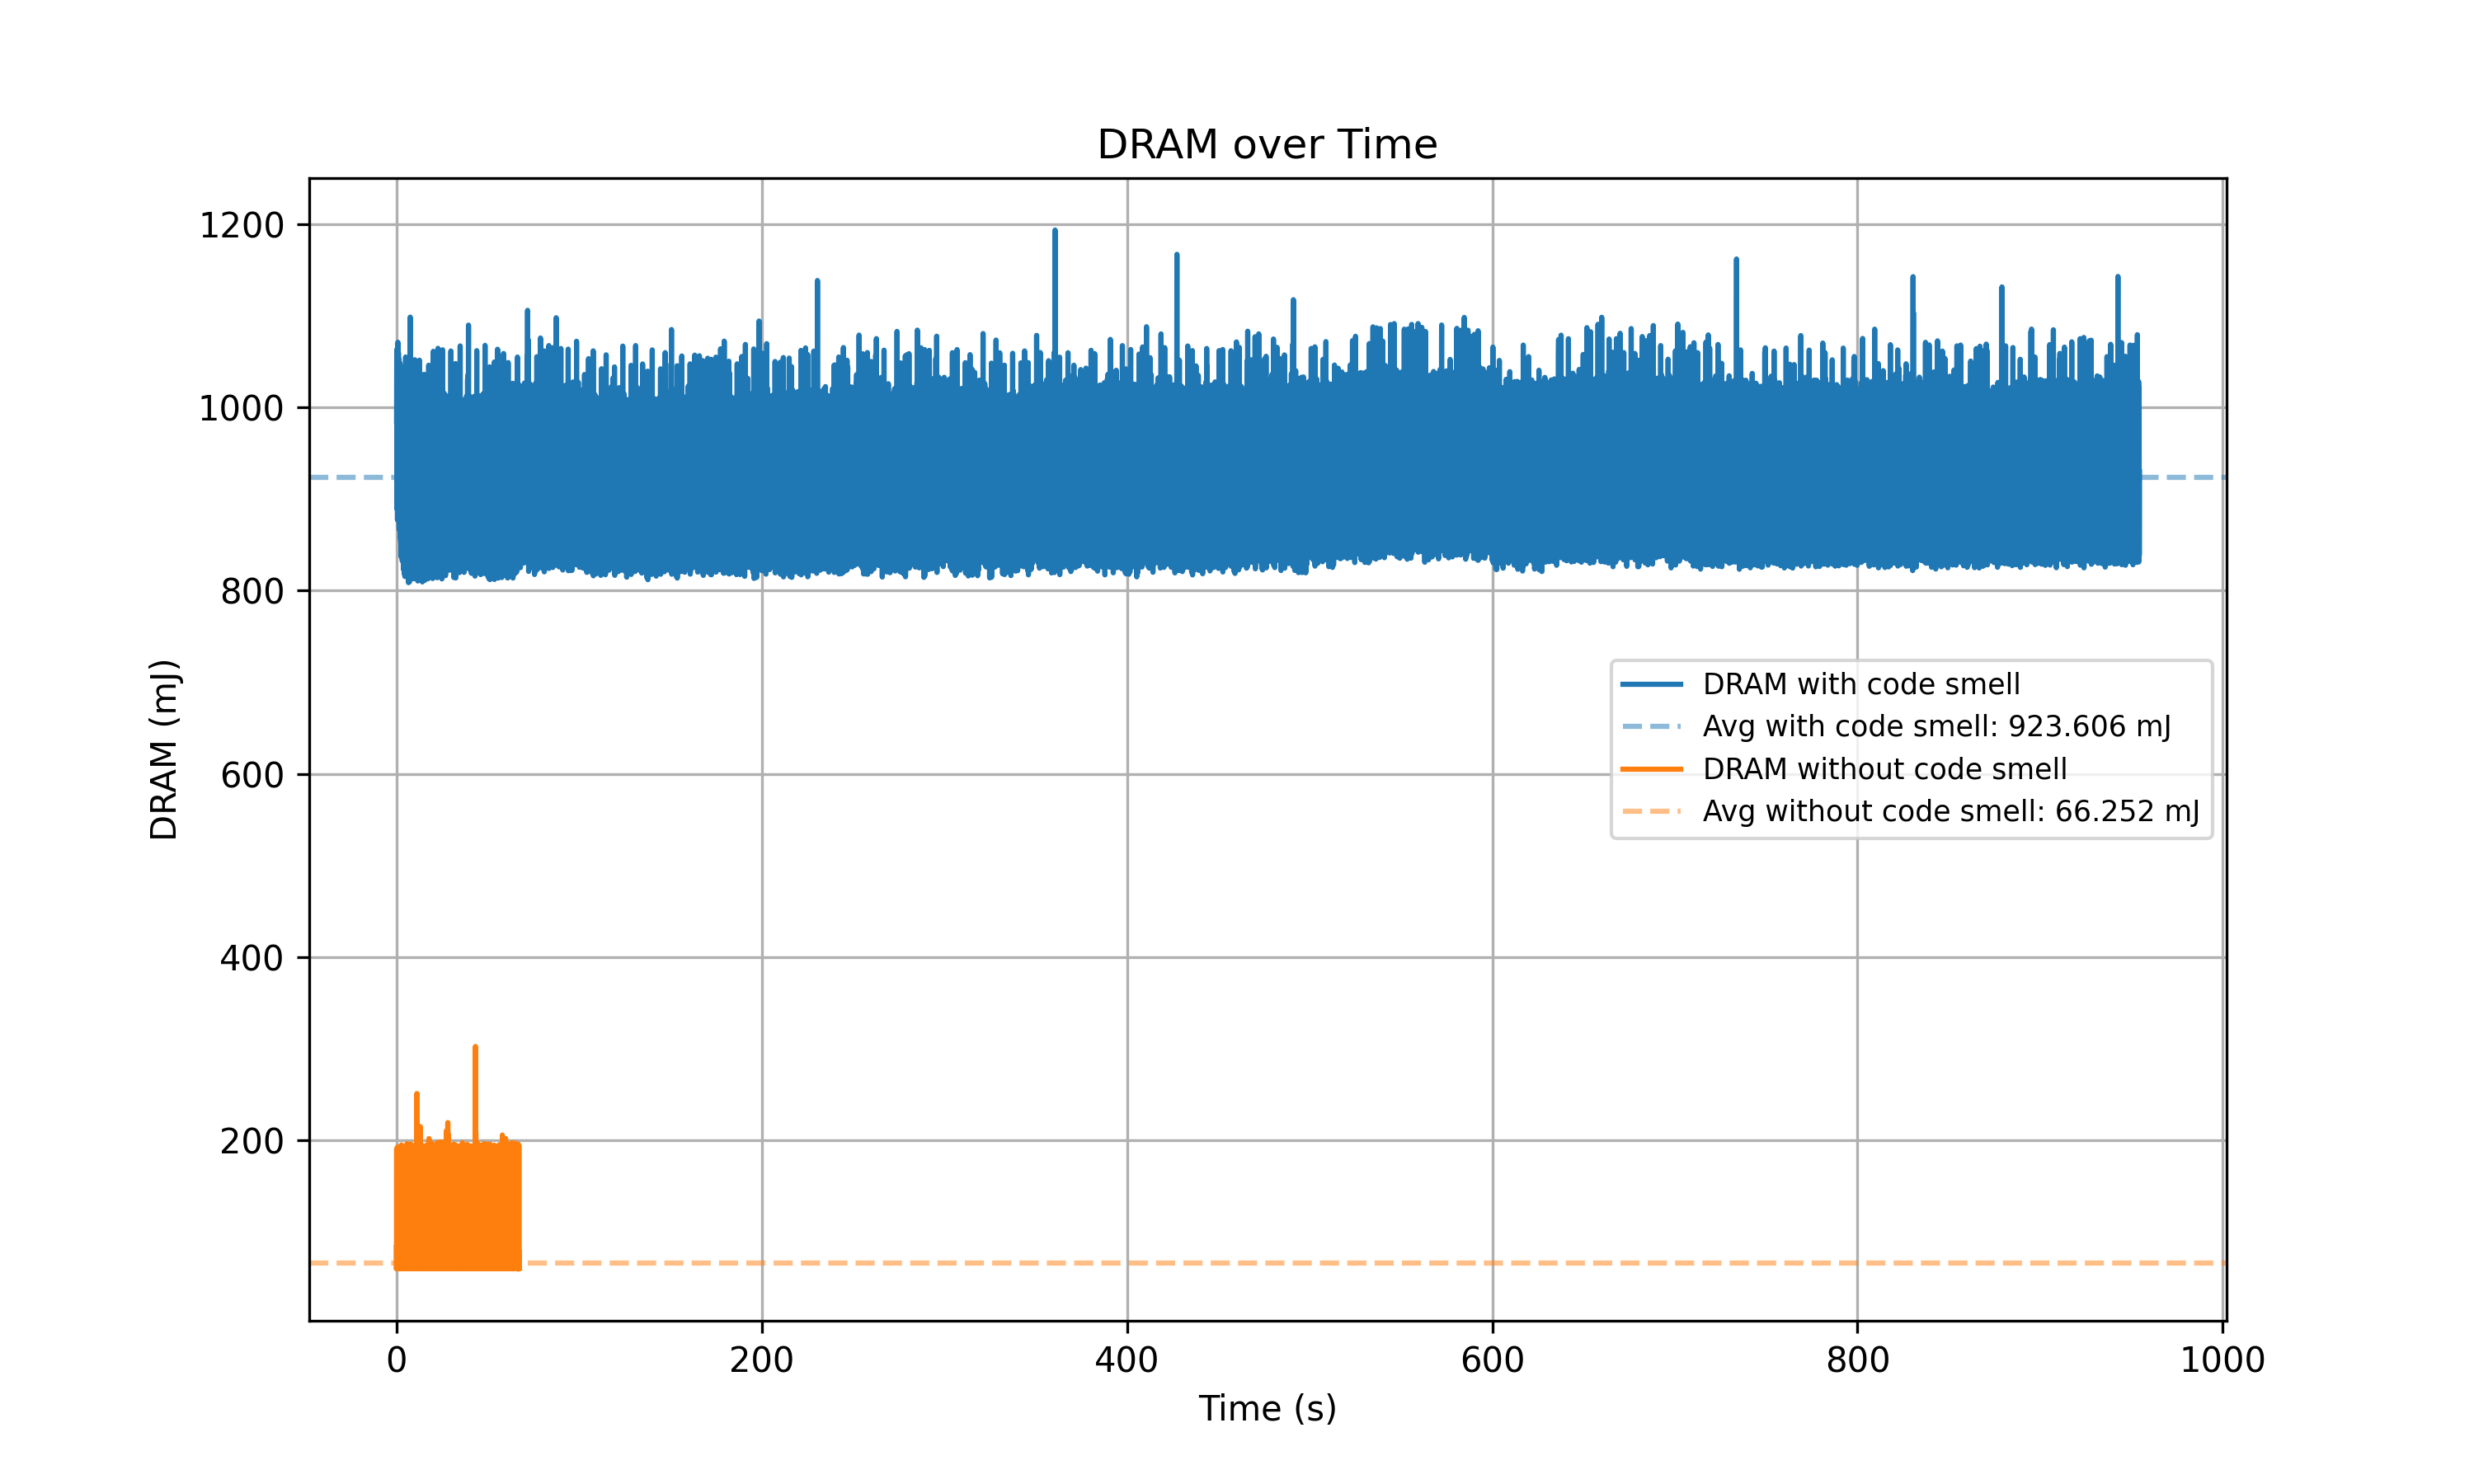 DRAM over Time
1200
1000
800
600
400
200
DRAM (mJ)
DRAM with code smell
Avg with code smell: 923.606 mJ
DRAM without code smell
Avg without code smell: 66.252 mJ
0 200 400 600 800 1000
Time (s)